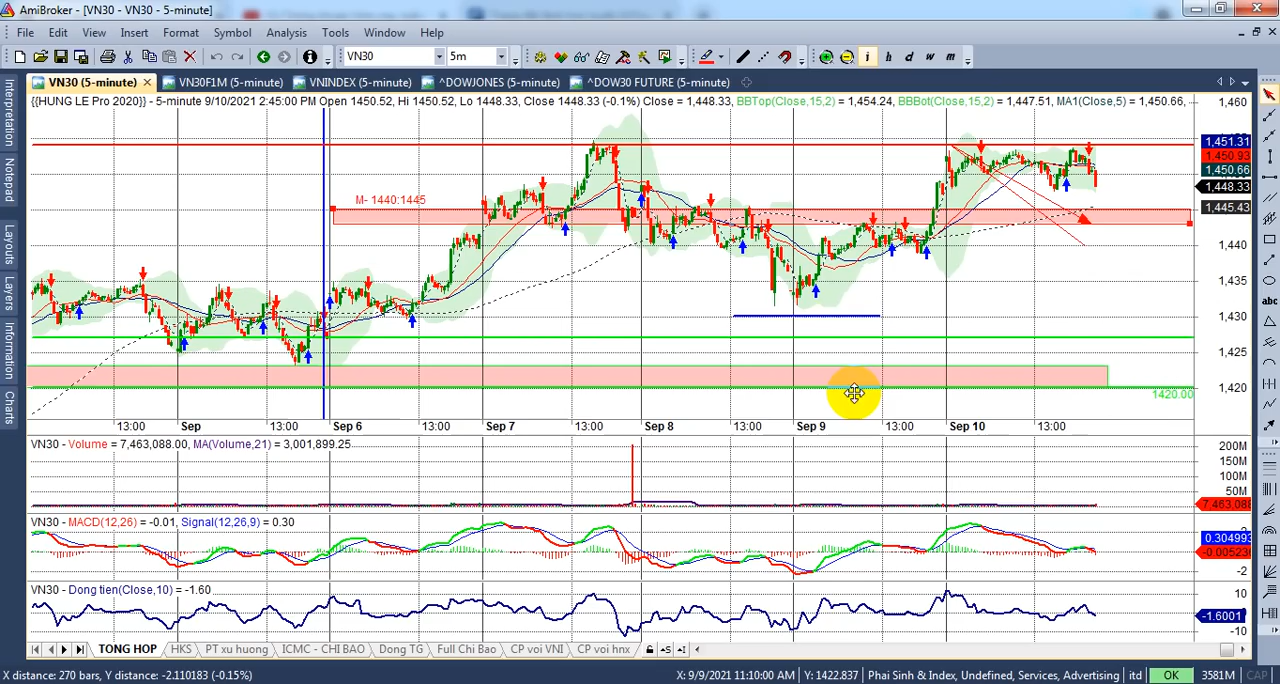 AmiBroker - [VN30 - VN30 - 5-minute]
File Edit View Insert Format Symbol Analysis Tools Window Help
VN30 5m i h d w m
VN30 (5-minute) VN30F1M (5-minute) VNINDEX (5-minute) ^DOWJONES (5-minute) ^DOW30 FUTURE (5-minute)
{{HUNG LE Pro 2020}} - 5-minute 9/10/2021 2:45:00 PM Open 1450.52, Hi 1450.52, Lo 1448.33, Close 1448.33 (-0.1%) Close = 1,448.33, BBTop(Close,15,2) = 1,454.24, BBBot(Close,15,2) = 1,447.51, MA1(Close,5) = 1,450.66,
Interpretation
Notepad
Layouts
Layers
Information
Charts
M- 1440:1445
1,460
1,451.31
1,450.93
1,450.66
1,448.33
1,445.43
1,440
1,435
1,430
1,425
1,420
1420.00
13:00 Sep 13:00 Sep 6 13:00 Sep 7 13:00 Sep 8 13:00 Sep 9 13:00 Sep 10 13:00
VN30 - Volume = 7,463,088.00, MA(Volume,21) = 3,001,899.25
200M
150M
100M
50M
7,463,088
VN30 - MACD(12,26) = -0.01, Signal(12,26,9) = 0.30
0.304993
-0.00523
-2
VN30 - Dong tien(Close,10) = -1.60
10
-1.6001
-10
abc
TONG HOP HKS PT xu huong ICMC - CHI BAO Dong TG Full Chi Bao CP voi VNI CP voi hnx
X distance: 270 bars, Y distance: -2.110183 (-0.15%) X: 9/9/2021 11:10:00 AM Y: 1422.837 Phai Sinh & Index, Undefined, Services, Advertising itd OK 3581M CAP